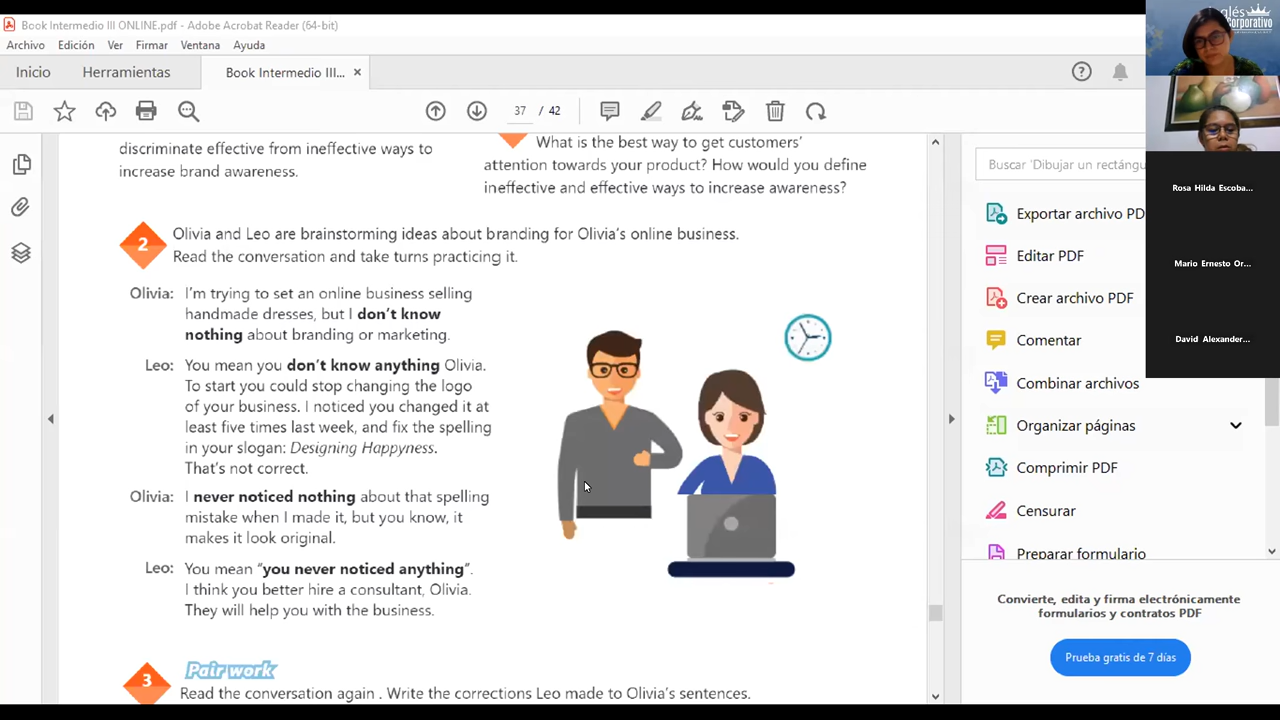 Book Intermedio III ONLINE.pdf - Adobe Acrobat Reader (64-bit)
Archivo Edición Ver Firmar Ventana Ayuda
Inicio Herramientas Book Intermedio III...
37 / 42
discriminate effective from ineffective ways to
increase brand awareness.
What is the best way to get customers'
attention towards your product? How would you define
ineffective and effective ways to increase awareness?
2
Olivia and Leo are brainstorming ideas about branding for Olivia's online business.
Read the conversation and take turns practicing it.
Olivia: I'm trying to set an online business selling
handmade dresses, but I don't know
nothing about branding or marketing.
Leo: You mean you don't know anything Olivia.
To start you could stop changing the logo
of your business. I noticed you changed it at
least five times last week, and fix the spelling
in your slogan: Designing Happyness.
That's not correct.
Olivia: I never noticed nothing about that spelling
mistake when I made it, but you know, it
makes it look original.
Leo: You mean “you never noticed anything”.
I think you better hire a consultant, Olivia.
They will help you with the business.
3
Pair work
Read the conversation again . Write the corrections Leo made to Olivia's sentences.
Buscar 'Dibujar un rectángu
Exportar archivo PD
Editar PDF
Crear archivo PDF
Comentar
Combinar archivos
Organizar páginas
Comprimir PDF
Censurar
Preparar formulario
Convierte, edita y firma electrónicamente
formularios y contratos PDF
Prueba gratis de 7 días
Inglés
Corporativo
Rosa Hilda Escoba...
Mario Ernesto Or...
David Alexander...